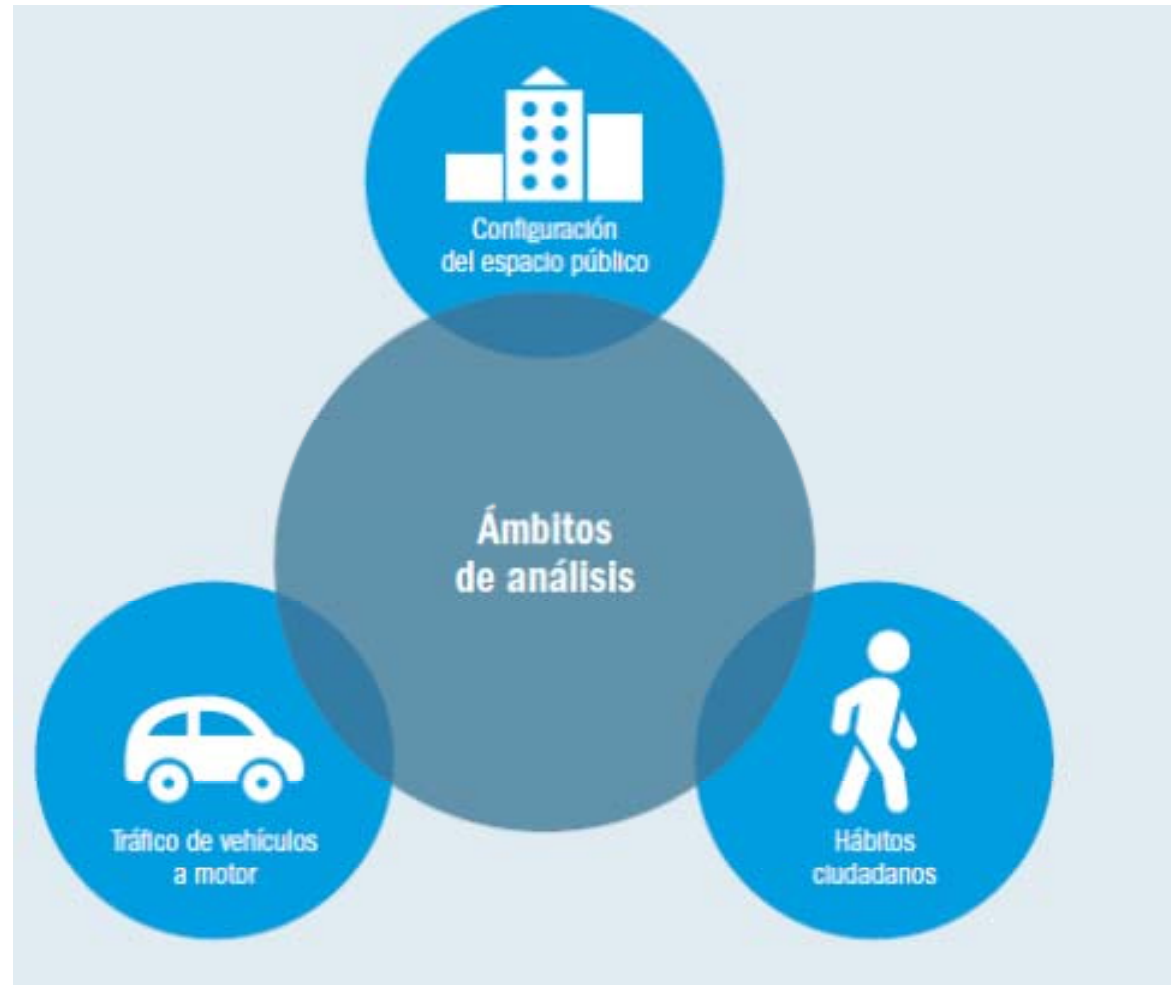 Configuración
del espacio público
Ámbitos
de análisis
Tráfico de vehículos
a motor
Hábitos
ciudadanos